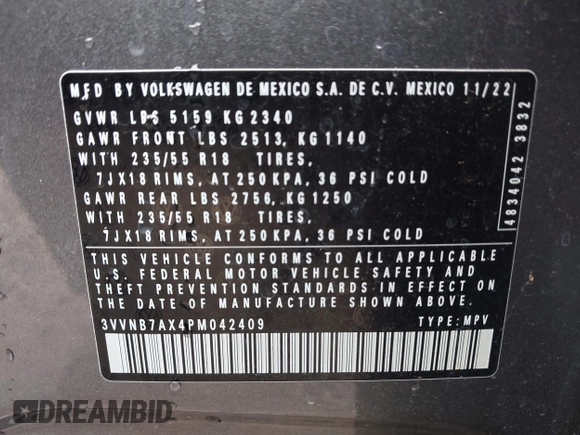 MFD BY VOLKSWAGEN DE MEXICO S.A. DE C.V. MEXICO 11/22
GVWR LBS 5159 KG 2340
GAWR FRONT LBS 2513, KG 1140
WITH 235/55 R18 TIRES,
7JX18 RIMS, AT 250 KPA, 36 PSI COLD
GAWR REAR LBS 2756, KG 1250
WITH 235/55 R18 TIRES,
7JX18 RIMS, AT 250 KPA, 36 PSI COLD
THIS VEHICLE CONFORMS TO ALL APPLICABLE
U.S. FEDERAL MOTOR VEHICLE SAFETY AND
THEFT PREVENTION STANDARDS IN EFFECT ON
THE DATE OF MANUFACTURE SHOWN ABOVE.
3VVNB7AX4PM042409 TYPE: MPV
4834042 3832
DREAMBID